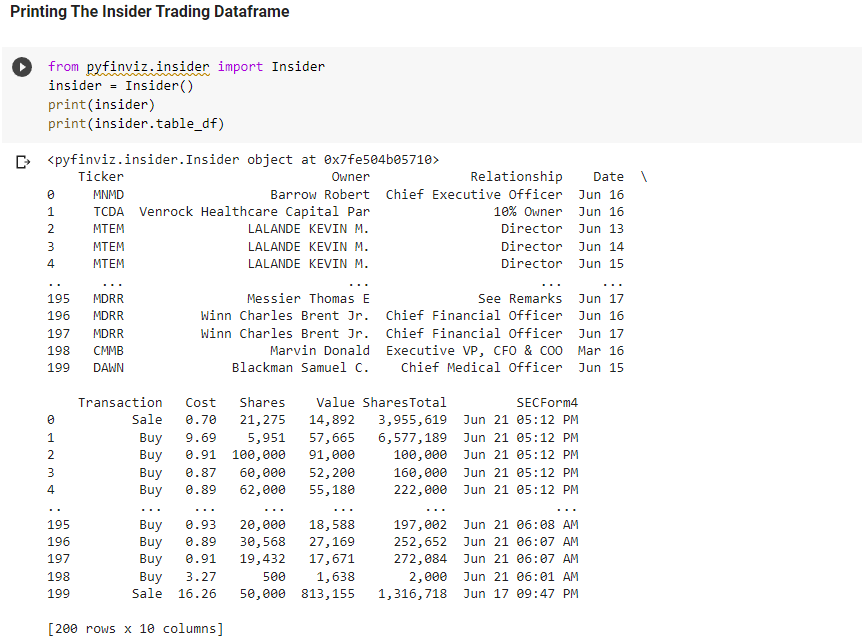 Printing The Insider Trading Dataframe
from pyfinviz.insider import Insider
insider = Insider()
print(insider)
print(insider.table_df)
<pyfinviz.insider.Insider object at 0x7fe504b05710>
Ticker Owner Relationship Date \
0 MNMD Barrow Robert Chief Executive Officer Jun 16
1 TCDA Venrock Healthcare Capital Par 10% Owner Jun 16
2 MTEM LALANDE KEVIN M. Director Jun 13
3 MTEM LALANDE KEVIN M. Director Jun 14
4 MTEM LALANDE KEVIN M. Director Jun 15
.. ... ... ... ...
195 MDRR Messier Thomas E See Remarks Jun 17
196 MDRR Winn Charles Brent Jr. Chief Financial Officer Jun 16
197 MDRR Winn Charles Brent Jr. Chief Financial Officer Jun 17
198 CMMB Marvin Donald Executive VP, CFO & COO Mar 16
199 DAWN Blackman Samuel C. Chief Medical Officer Jun 15
Transaction Cost Shares Value SharesTotal SECForm4
0 Sale 0.70 21,275 14,892 3,955,619 Jun 21 05:12 PM
1 Buy 9.69 5,951 57,665 6,577,189 Jun 21 05:12 PM
2 Buy 0.91 100,000 91,000 100,000 Jun 21 05:12 PM
3 Buy 0.87 60,000 52,200 160,000 Jun 21 05:12 PM
4 Buy 0.89 62,000 55,180 222,000 Jun 21 05:12 PM
.. ... ... ... ... ... ...
195 Buy 0.93 20,000 18,588 197,002 Jun 21 06:08 AM
196 Buy 0.89 30,568 27,169 252,652 Jun 21 06:07 AM
197 Buy 0.91 19,432 17,671 272,084 Jun 21 06:07 AM
198 Buy 3.27 500 1,638 2,000 Jun 21 06:01 AM
199 Sale 16.26 50,000 813,155 1,316,718 Jun 17 09:47 PM
[200 rows x 10 columns]